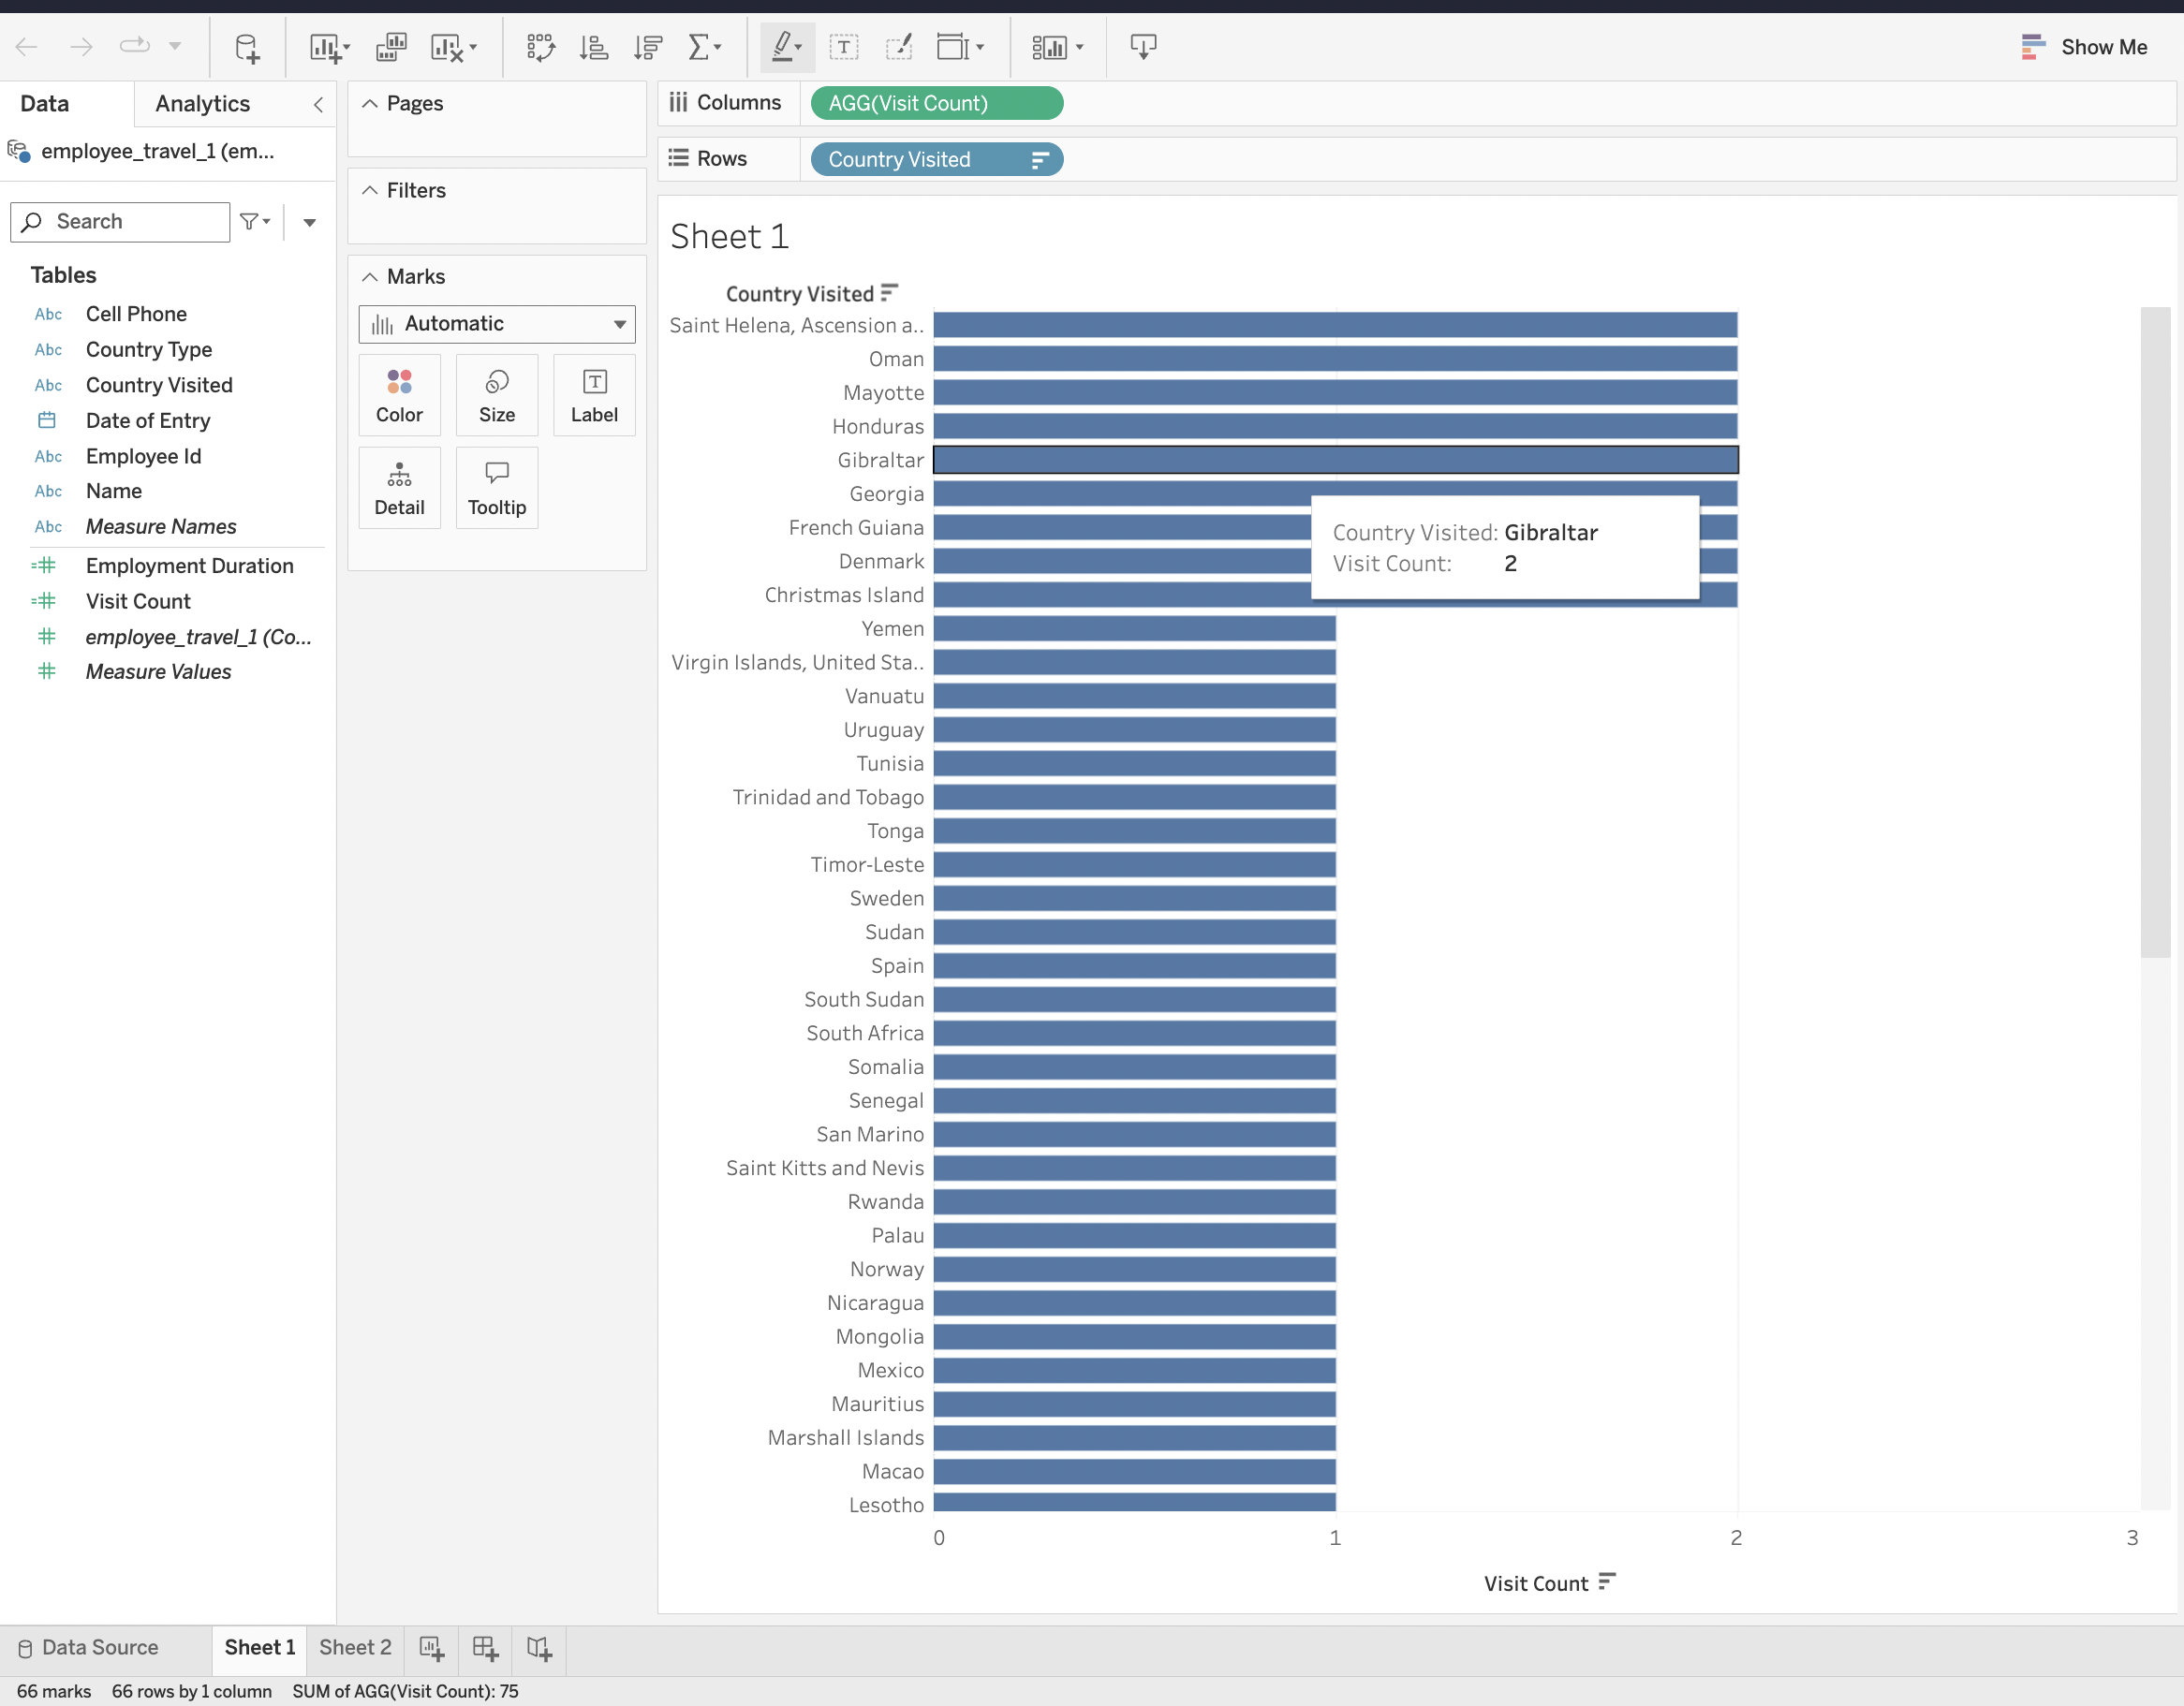 Show Me
Data
Analytics
employee_travel_1 (em...
Search
Tables
Abc Cell Phone
Abc Country Type
Abc Country Visited
Date of Entry
Abc Employee Id
Abc Name
Abc Measure Names
Employment Duration
Visit Count
employee_travel_1 (Co...
Measure Values
Pages
Filters
Marks
Automatic
Color
Size
Label
Detail
Tooltip
Columns
AGG(Visit Count)
Rows
Country Visited
Sheet 1
Country Visited
Saint Helena, Ascension a..
Oman
Mayotte
Honduras
Gibraltar
Georgia
French Guiana
Denmark
Christmas Island
Country Visited: Gibraltar
Visit Count: 2
Yemen
Virgin Islands, United Sta..
Vanuatu
Uruguay
Tunisia
Trinidad and Tobago
Tonga
Timor-Leste
Sweden
Sudan
Spain
South Sudan
South Africa
Somalia
Senegal
San Marino
Saint Kitts and Nevis
Rwanda
Palau
Norway
Nicaragua
Mongolia
Mexico
Mauritius
Marshall Islands
Macao
Lesotho
0 1 2 3
Visit Count
Data Source
Sheet 1
Sheet 2
66 marks 66 rows by 1 column SUM of AGG(Visit Count): 75